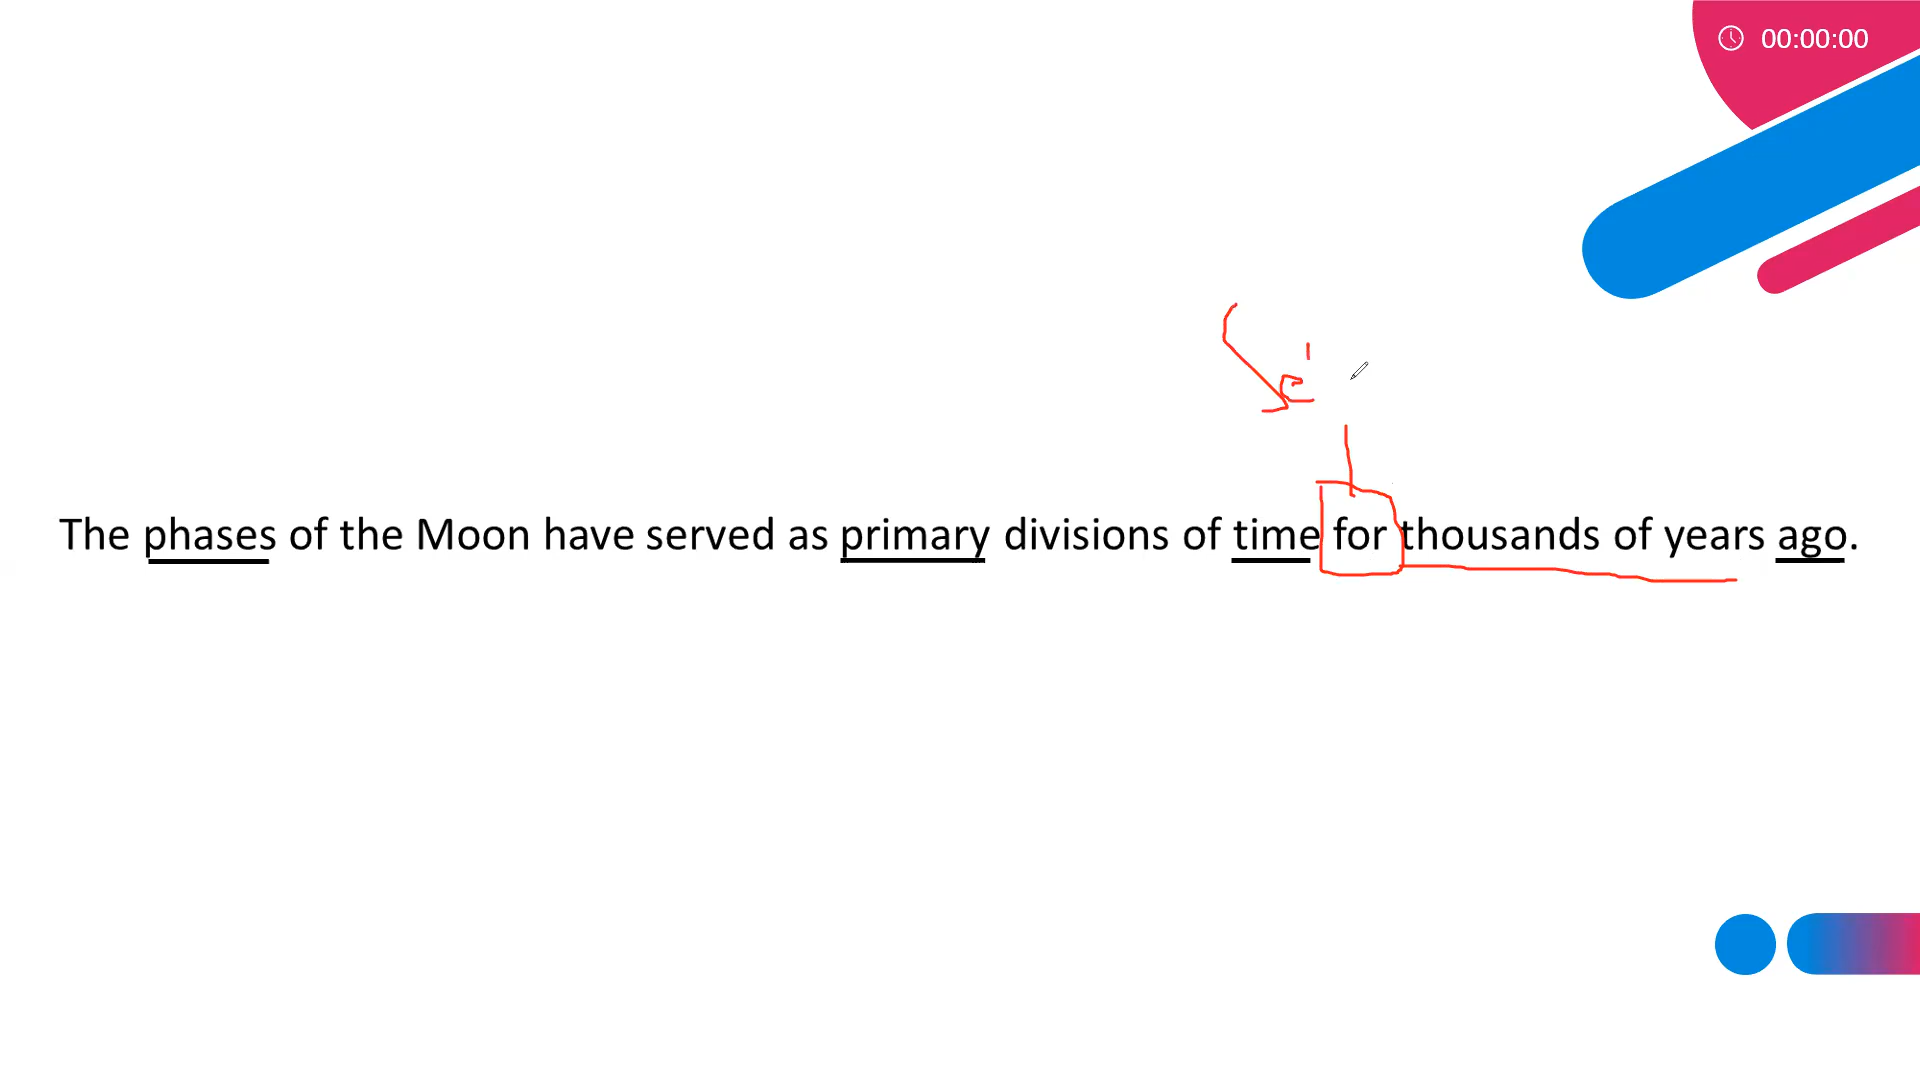 00:00:00
The phases of the Moon have served as primary divisions of time for thousands of years ago.